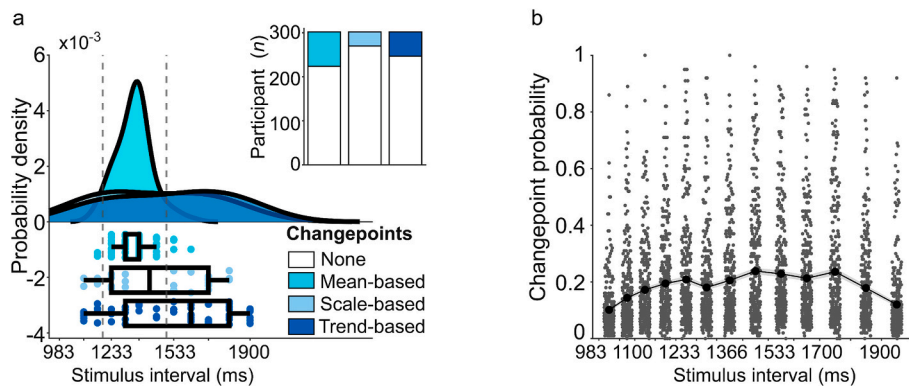 a
×10⁻³
6
4
2
0
-2
-4
Probability density
983 1233 1533 1900
Stimulus interval (ms)
300
200
100
0
Participant (n)
Changepoints
None
Mean-based
Scale-based
Trend-based
b
1
0.8
0.6
0.4
0.2
0
Changepoint probability
983 1100 1233 1366 1533 1700 1900
Stimulus interval (ms)